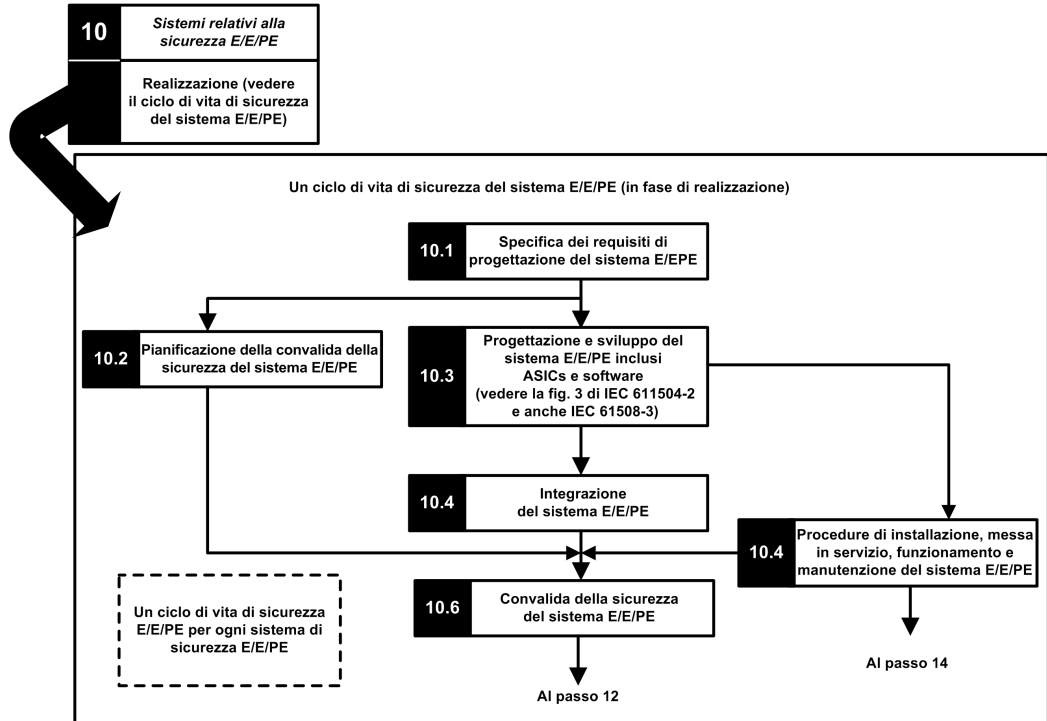 10
Sistemi relativi alla
sicurezza E/E/PE
Realizzazione (vedere
il ciclo di vita di sicurezza
del sistema E/E/PE)
Un ciclo di vita di sicurezza del sistema E/E/PE (in fase di realizzazione)
10.1
Specifica dei requisiti di
progettazione del sistema E/EPE
10.2
Pianificazione della convalida della
sicurezza del sistema E/E/PE
10.3
Progettazione e sviluppo del
sistema E/E/PE inclusi
ASICs e software
(vedere la fig. 3 di IEC 611504-2
e anche IEC 61508-3)
10.4
Integrazione
del sistema E/E/PE
10.4
Procedure di installazione, messa
in servizio, funzionamento e
manutenzione del sistema E/E/PE
10.6
Convalida della sicurezza
del sistema E/E/PE
Un ciclo di vita di sicurezza
E/E/PE per ogni sistema di
sicurezza E/E/PE
Al passo 14
Al passo 12